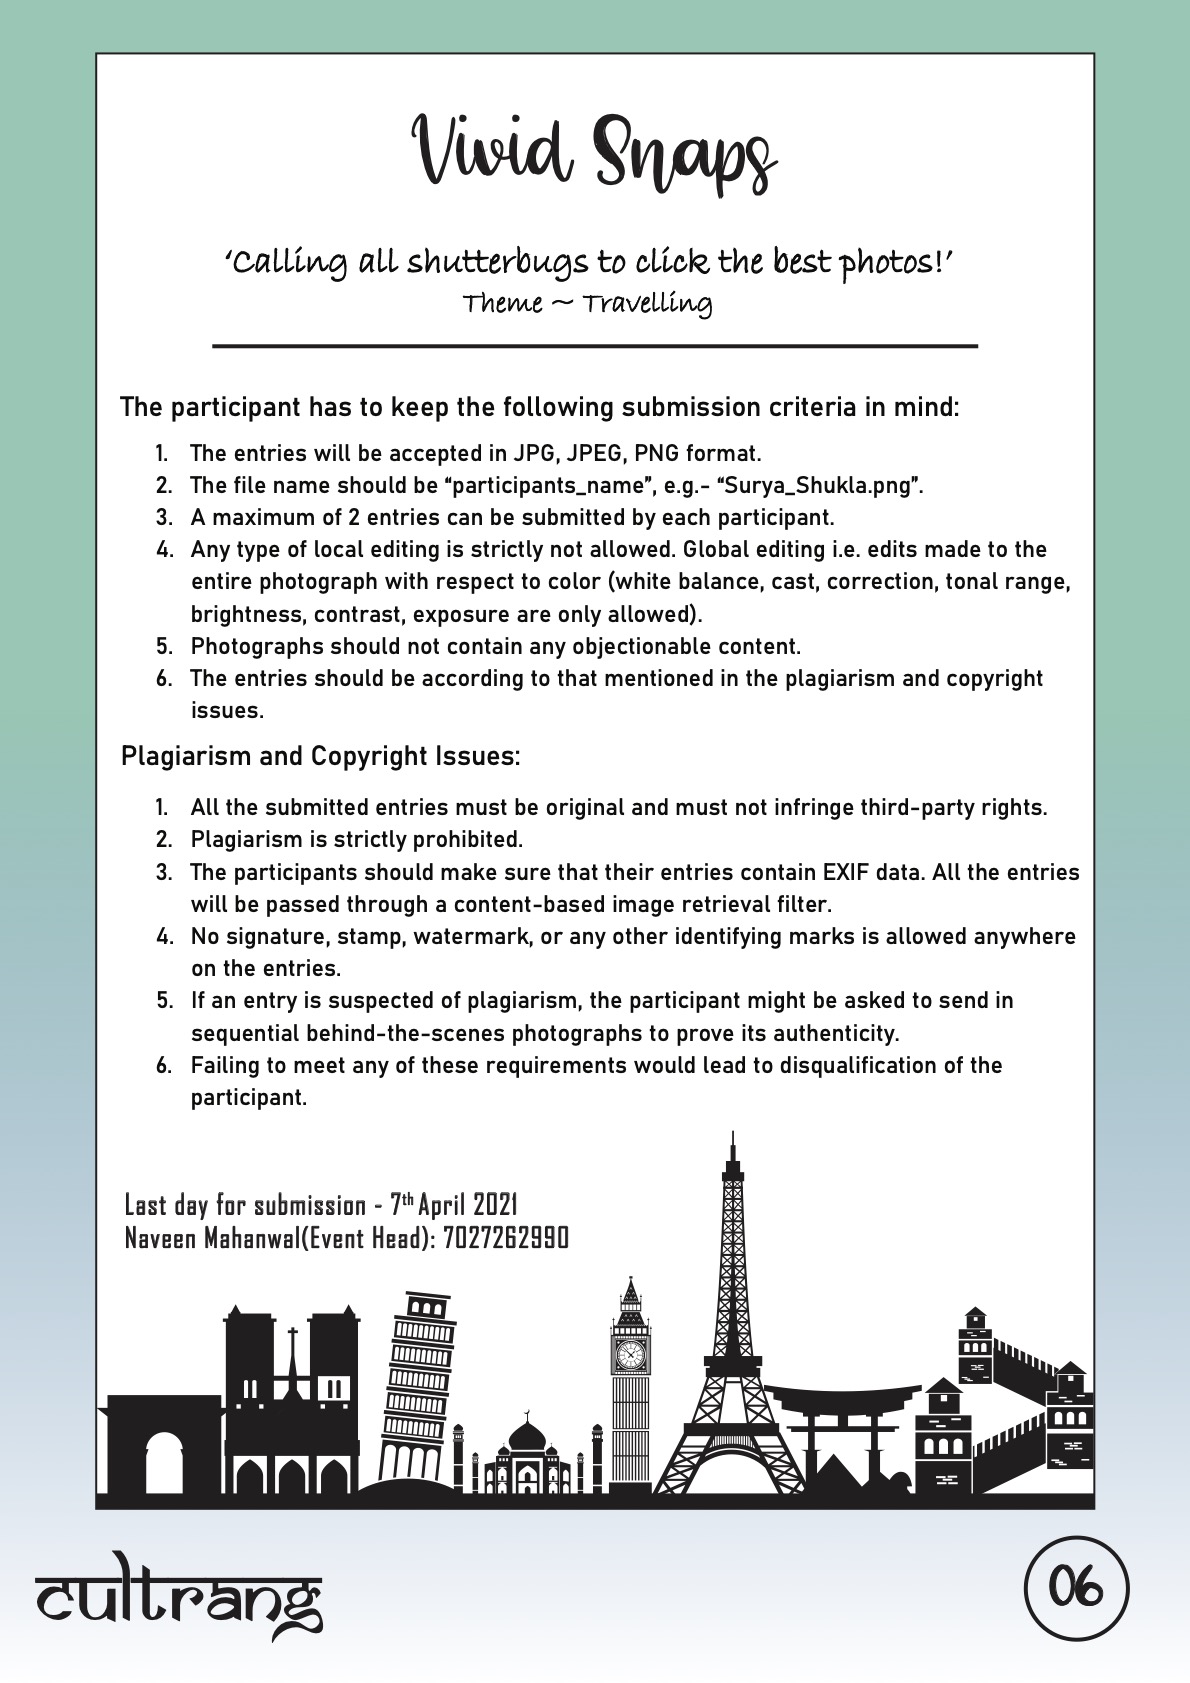 Vivid Snaps
‘Calling all shutterbugs to click the best photos!’
Theme ~ Travelling
The participant has to keep the following submission criteria in mind:
1. The entries will be accepted in JPG, JPEG, PNG format.
2. The file name should be “participants_name”, e.g.- “Surya_Shukla.png”.
3. A maximum of 2 entries can be submitted by each participant.
4. Any type of local editing is strictly not allowed. Global editing i.e. edits made to the
entire photograph with respect to color (white balance, cast, correction, tonal range,
brightness, contrast, exposure are only allowed).
5. Photographs should not contain any objectionable content.
6. The entries should be according to that mentioned in the plagiarism and copyright
issues.
Plagiarism and Copyright Issues:
1. All the submitted entries must be original and must not infringe third-party rights.
2. Plagiarism is strictly prohibited.
3. The participants should make sure that their entries contain EXIF data. All the entries
will be passed through a content-based image retrieval filter.
4. No signature, stamp, watermark, or any other identifying marks is allowed anywhere
on the entries.
5. If an entry is suspected of plagiarism, the participant might be asked to send in
sequential behind-the-scenes photographs to prove its authenticity.
6. Failing to meet any of these requirements would lead to disqualification of the
participant.
Last day for submission - 7th April 2021
Naveen Mahanwal(Event Head): 7027262990
cultrang
06